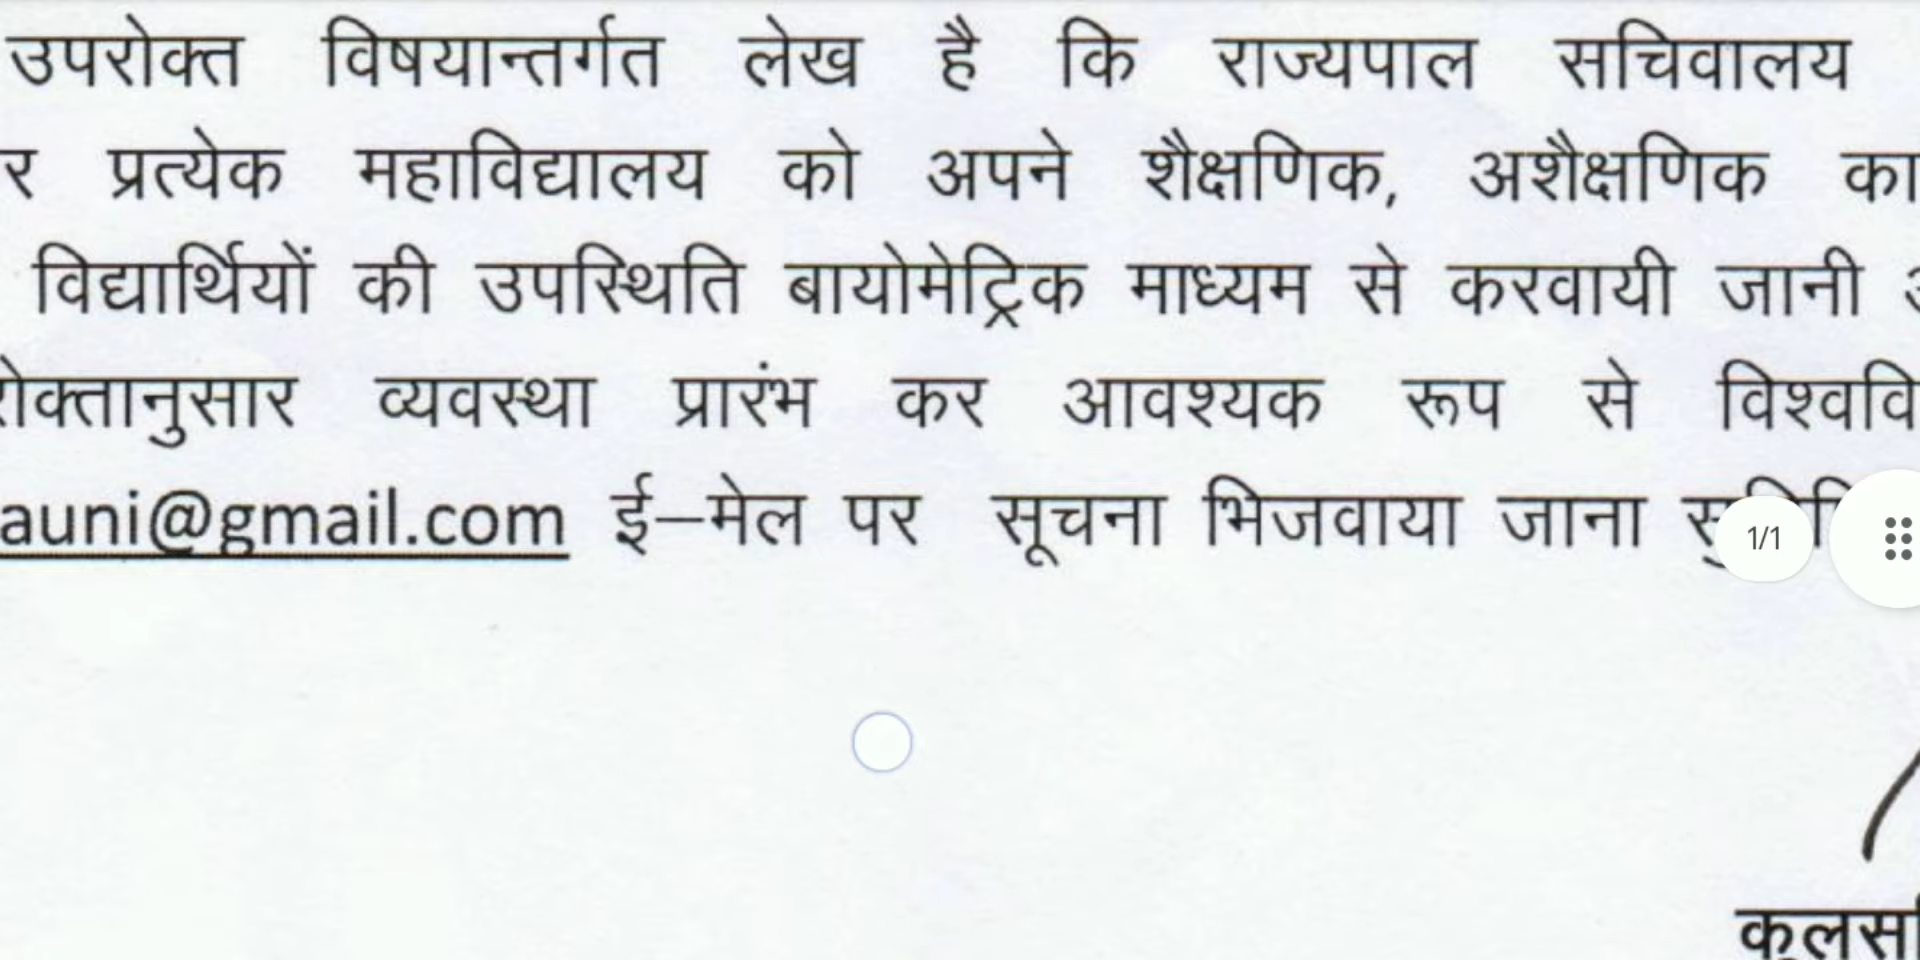 उपरोक्त विषयान्तर्गत लेख है कि राज्यपाल सचिवालय
र प्रत्येक महाविद्यालय को अपने शैक्षणिक, अशैक्षणिक का
विद्यार्थियों की उपस्थिति बायोमेट्रिक माध्यम से करवायी जानी
रोक्तानुसार व्यवस्था प्रारंभ कर आवश्यक रूप से विश्ववि
auni@gmail.com ई–मेल पर सूचना भिजवाया जाना
1/1
कुलस